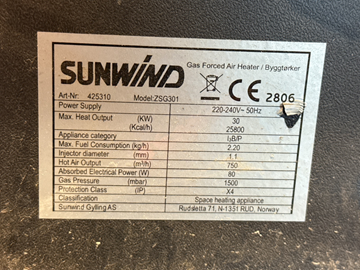 Gas Forced Air Heater / Byggtørker
SUNWIND
CE 2806
Art-Nr: 425310 Model:ZSG301
Power Supply 220-240V~ 50Hz
Max. Heat Output (KW) 30
(Kcal/h) 25800
Appliance category I₃B/P
Max. Fuel Consumption (kg/h) 2,20
Injector diameter (mm) 1.1
Hot Air Output (m³/h) 750
Absorbed Electrical Power (W) 80
Gas Pressure (mbar) 1500
Protection Class (IP) X4
Classification Space heating appliance
Sunwind Gylling AS Rudsletta 71, N-1351 RUD, Norway